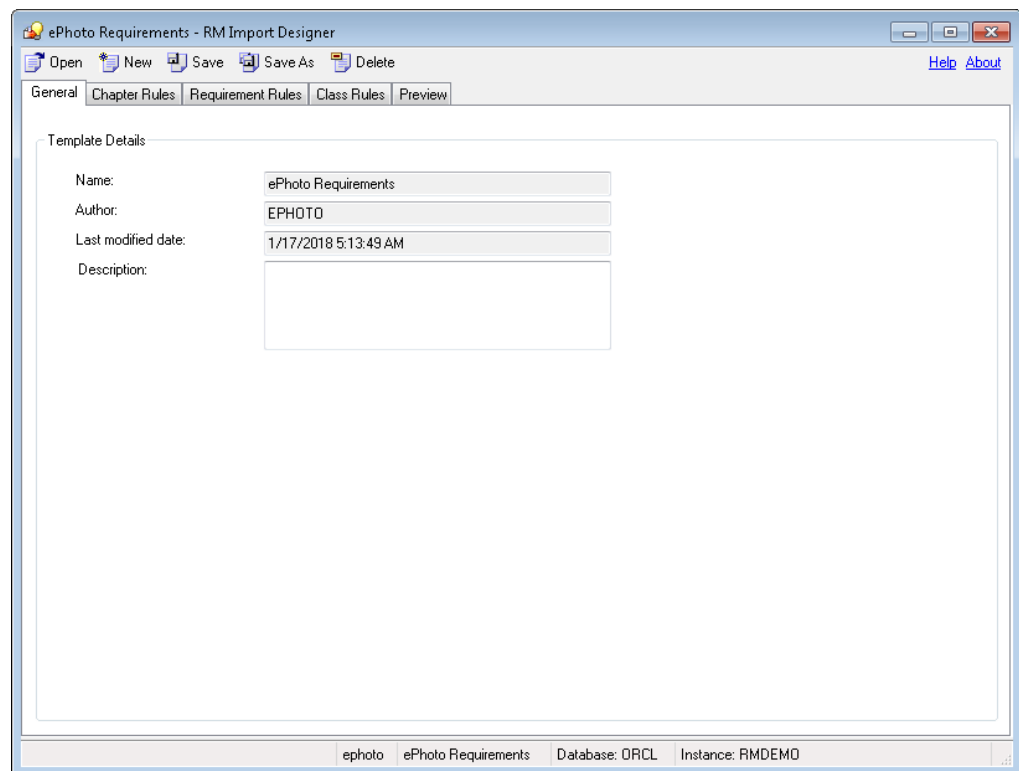 ePhoto Requirements - RM Import Designer
Open New Save Save As Delete Help About
General Chapter Rules Requirement Rules Class Rules Preview
Template Details
Name: ePhoto Requirements
Author: EPHOTO
Last modified date: 1/17/2018 5:13:49 AM
Description:
ephoto ePhoto Requirements Database: ORCL Instance: RMDEMO